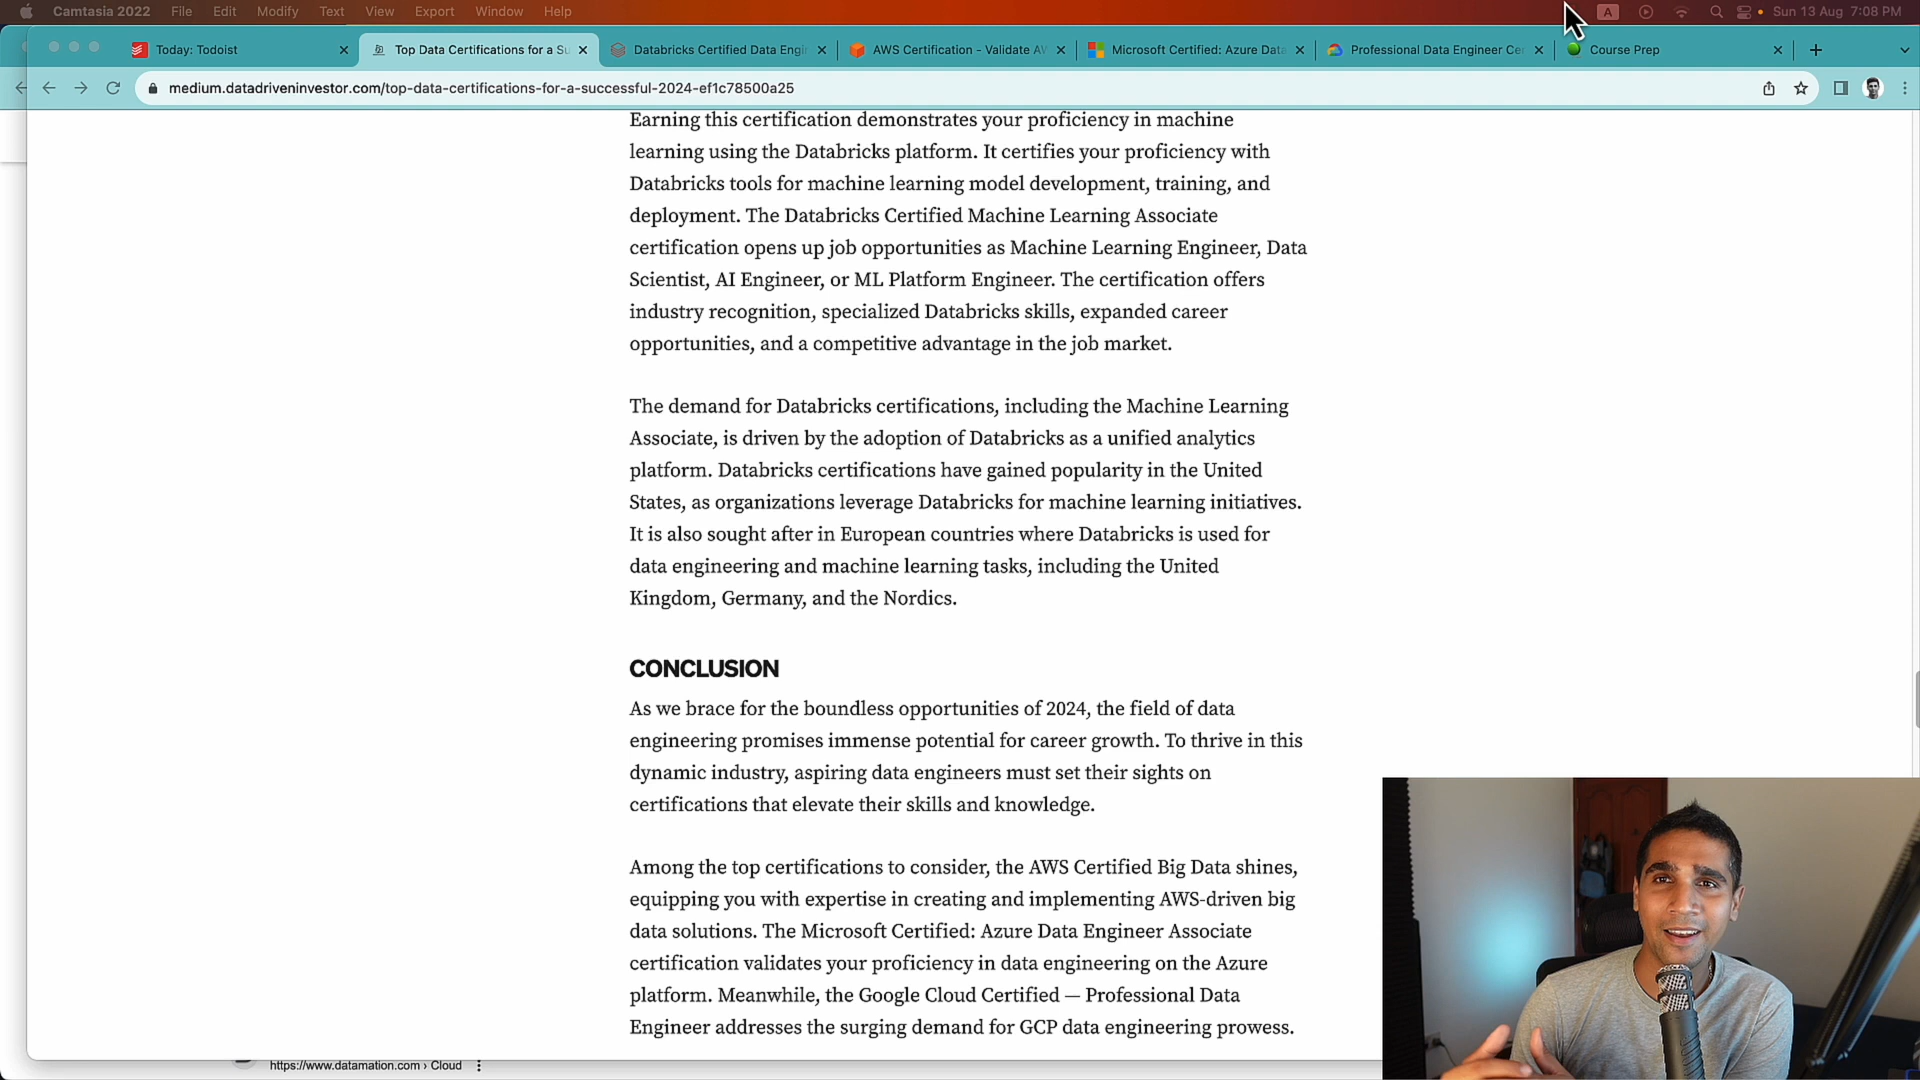 Camtasia 2022 File Edit Modify Text View Export Window Help A Sun 13 Aug 7:08 PM
Today: Todoist Top Data Certifications for a Su Databricks Certified Data Engin AWS Certification - Validate AW Microsoft Certified: Azure Data Professional Data Engineer Cer Course Prep
medium.datadriveninvestor.com/top-data-certifications-for-a-successful-2024-ef1c78500a25
Earning this certification demonstrates your proficiency in machine
learning using the Databricks platform. It certifies your proficiency with
Databricks tools for machine learning model development, training, and
deployment. The Databricks Certified Machine Learning Associate
certification opens up job opportunities as Machine Learning Engineer, Data
Scientist, AI Engineer, or ML Platform Engineer. The certification offers
industry recognition, specialized Databricks skills, expanded career
opportunities, and a competitive advantage in the job market.
The demand for Databricks certifications, including the Machine Learning
Associate, is driven by the adoption of Databricks as a unified analytics
platform. Databricks certifications have gained popularity in the United
States, as organizations leverage Databricks for machine learning initiatives.
It is also sought after in European countries where Databricks is used for
data engineering and machine learning tasks, including the United
Kingdom, Germany, and the Nordics.
CONCLUSION
As we brace for the boundless opportunities of 2024, the field of data
engineering promises immense potential for career growth. To thrive in this
dynamic industry, aspiring data engineers must set their sights on
certifications that elevate their skills and knowledge.
Among the top certifications to consider, the AWS Certified Big Data shines,
equipping you with expertise in creating and implementing AWS-driven big
data solutions. The Microsoft Certified: Azure Data Engineer Associate
certification validates your proficiency in data engineering on the Azure
platform. Meanwhile, the Google Cloud Certified — Professional Data
Engineer addresses the surging demand for GCP data engineering prowess.
https://www.datamation.com › Cloud